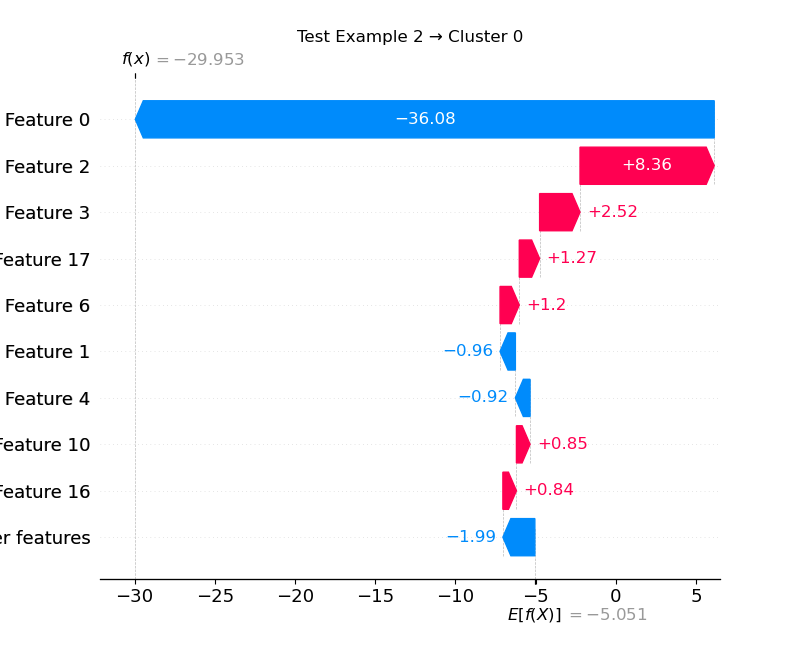 Test Example 2 → Cluster 0
f(x) = −29.953
Feature 0 −36.08
Feature 2 +8.36
Feature 3 +2.52
Feature 17 +1.27
Feature 6 +1.2
Feature 1 −0.96
Feature 4 −0.92
Feature 10 +0.85
Feature 16 +0.84
er features −1.99
−30 −25 −20 −15 −10 −5 0 5
E[f(X)] = −5.051